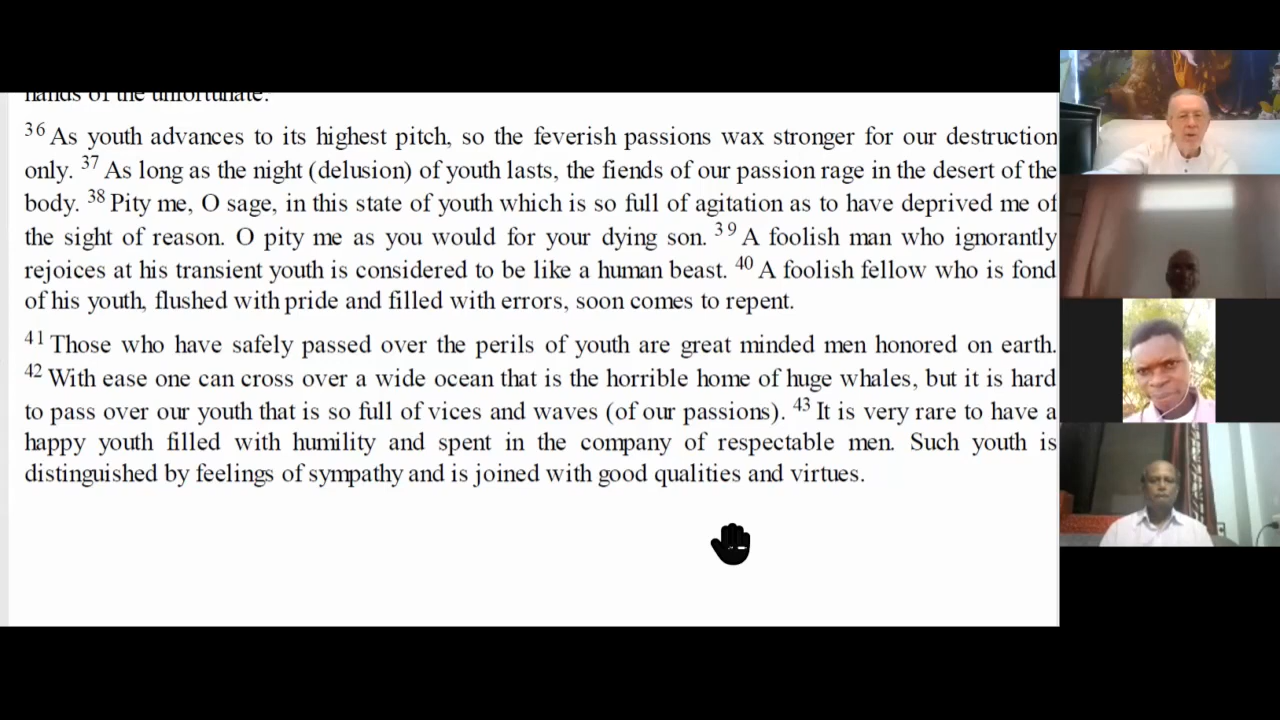 hands of the unfortunate.
36 As youth advances to its highest pitch, so the feverish passions wax stronger for our destruction
only. 37 As long as the night (delusion) of youth lasts, the fiends of our passion rage in the desert of the
body. 38 Pity me, O sage, in this state of youth which is so full of agitation as to have deprived me of
the sight of reason. O pity me as you would for your dying son. 39 A foolish man who ignorantly
rejoices at his transient youth is considered to be like a human beast. 40 A foolish fellow who is fond
of his youth, flushed with pride and filled with errors, soon comes to repent.
41 Those who have safely passed over the perils of youth are great minded men honored on earth.
42 With ease one can cross over a wide ocean that is the horrible home of huge whales, but it is hard
to pass over our youth that is so full of vices and waves (of our passions). 43 It is very rare to have a
happy youth filled with humility and spent in the company of respectable men. Such youth is
distinguished by feelings of sympathy and is joined with good qualities and virtues.